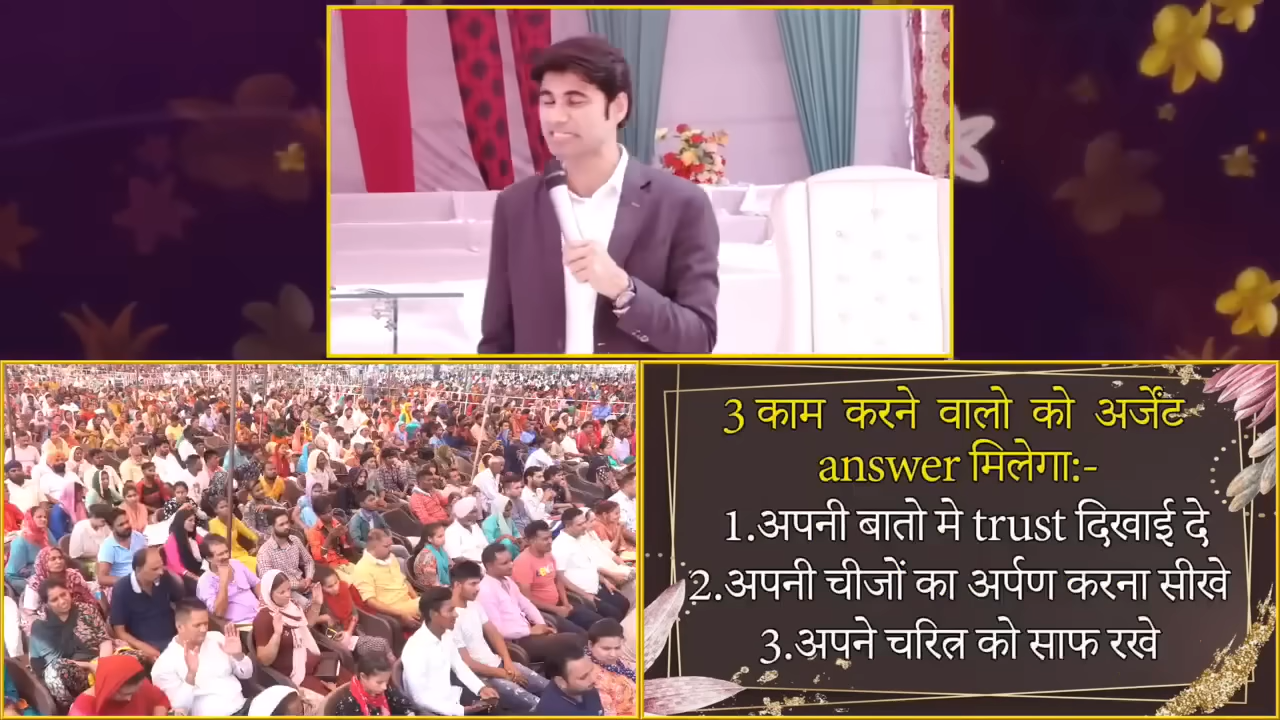 3 काम करने वालो को अर्जेंट
answer मिलेगा:-
1.अपनी बातो मे trust दिखाई दे
2.अपनी चीजों का अर्पण करना सीखे
3.अपने चरित्र को साफ रखे